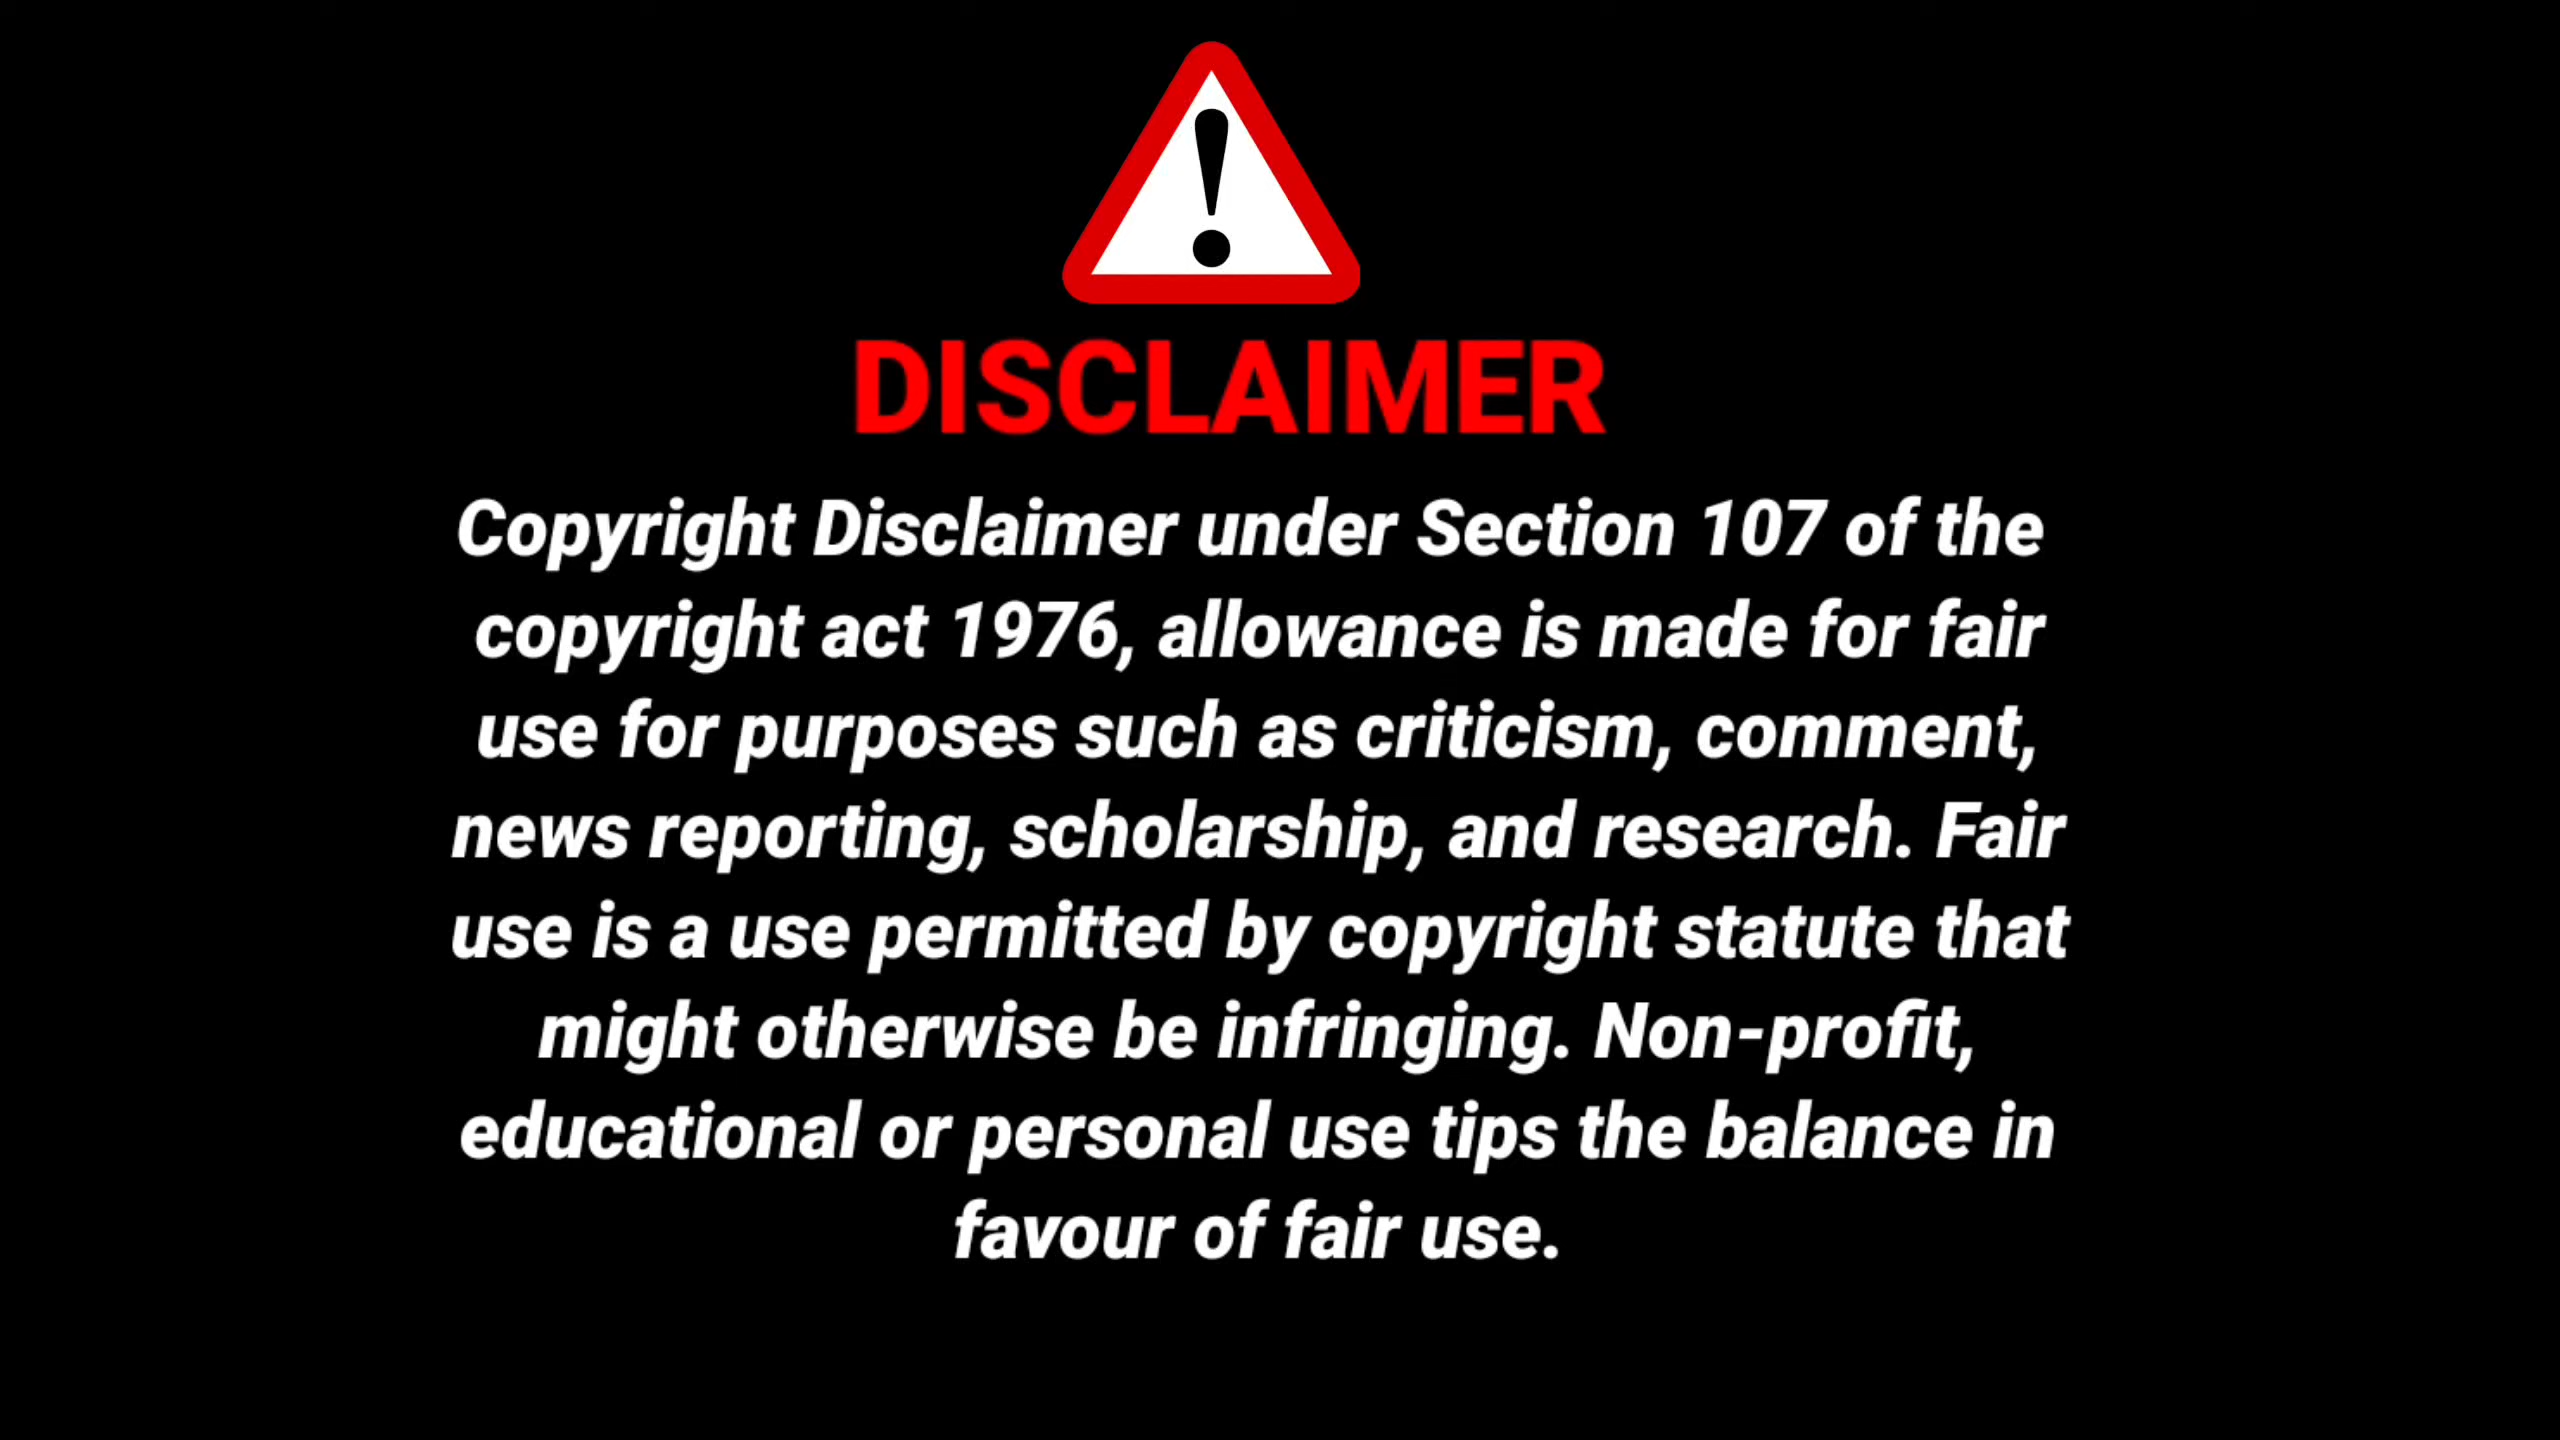 DISCLAIMER
Copyright Disclaimer under Section 107 of the
copyright act 1976, allowance is made for fair
use for purposes such as criticism, comment,
news reporting, scholarship, and research. Fair
use is a use permitted by copyright statute that
might otherwise be infringing. Non-profit,
educational or personal use tips the balance in
favour of fair use.